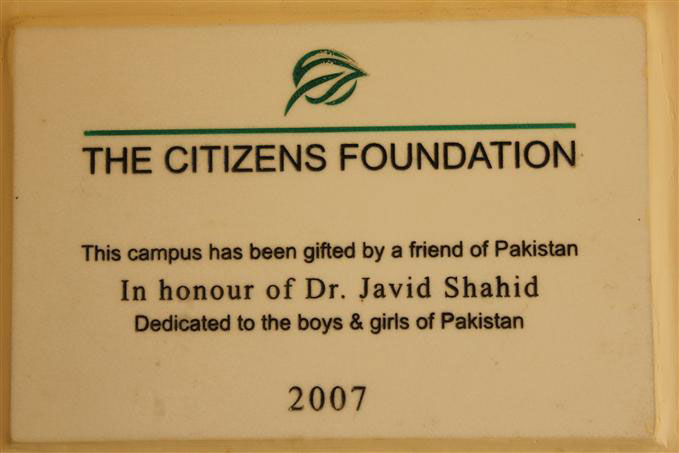 THE CITIZENS FOUNDATION
This campus has been gifted by a friend of Pakistan
In honour of Dr. Javid Shahid
Dedicated to the boys & girls of Pakistan
2007